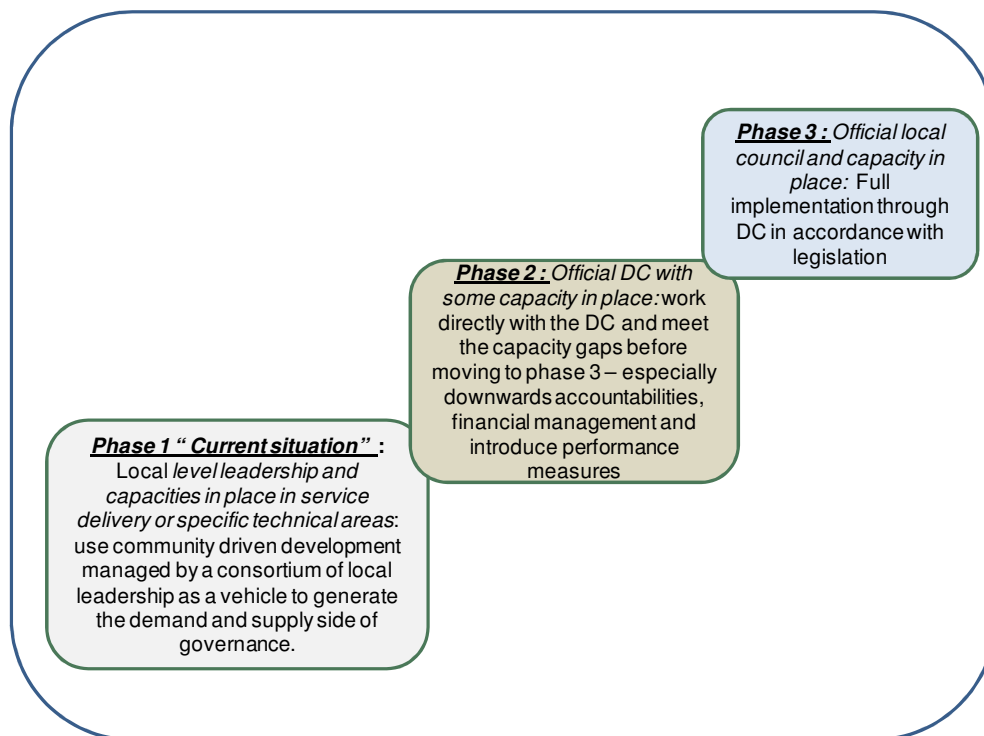 Phase 3 : Official local
council and capacity in
place: Full
implementation through
DC in accordance with
legislation
Phase 2 : Official DC with
some capacity in place: work
directly with the DC and meet
the capacity gaps before
moving to phase 3 – especially
downwards accountabilities,
financial management and
introduce performance
measures
Phase 1 “ Current situation” :
Local level leadership and
capacities in place in service
delivery or specific technical areas:
use community driven development
managed by a consortium of local
leadership as a vehicle to generate
the demand and supply side of
governance.